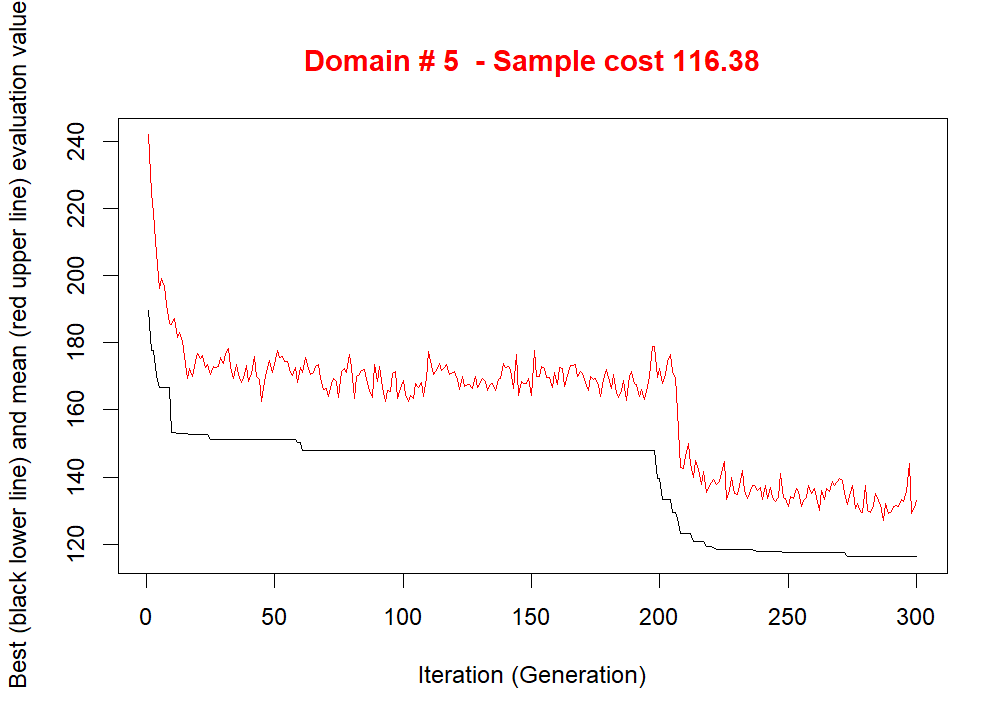 Domain # 5  - Sample cost 116.38
Best (black lower line) and mean (red upper line) evaluation value
240
220
200
180
160
140
120
0 50 100 150 200 250 300
Iteration (Generation)